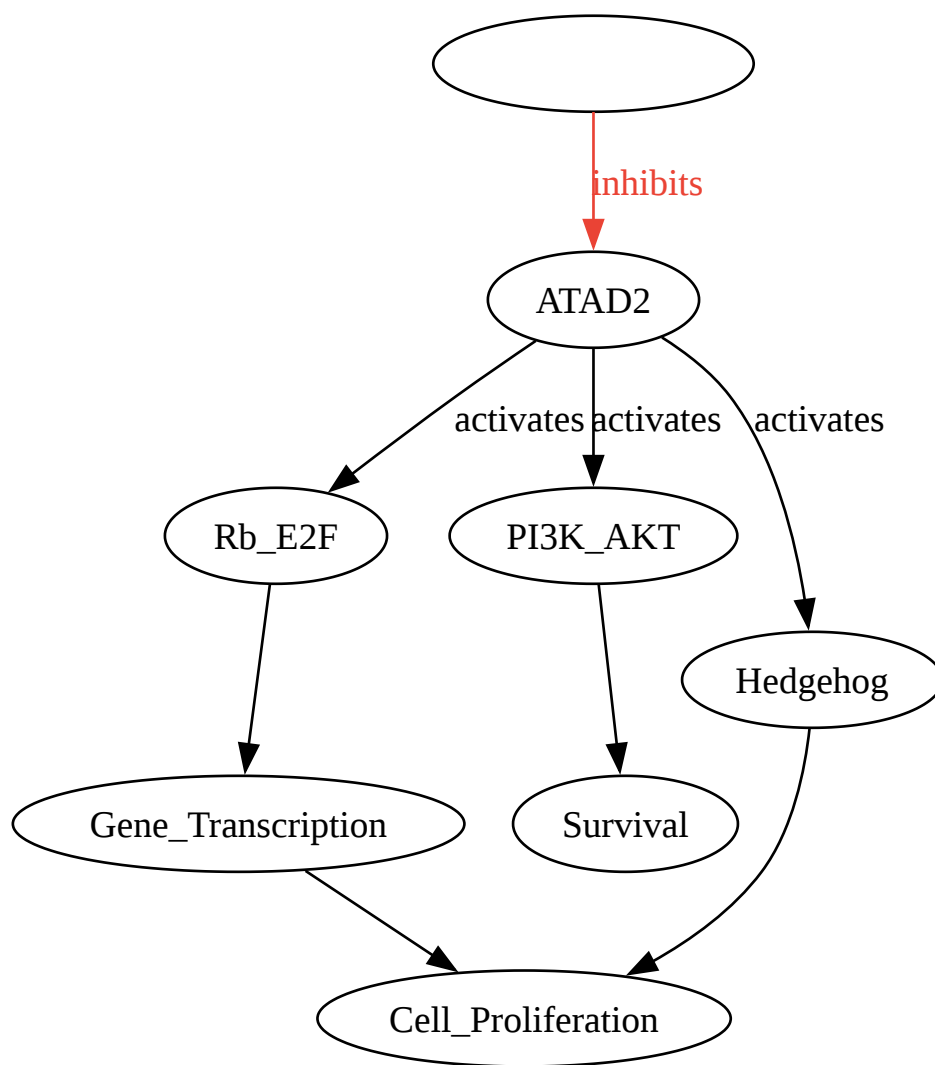 inhibits
ATAD2
activates activates activates
Rb_E2F PI3K_AKT
Hedgehog
Gene_Transcription Survival
Cell_Proliferation